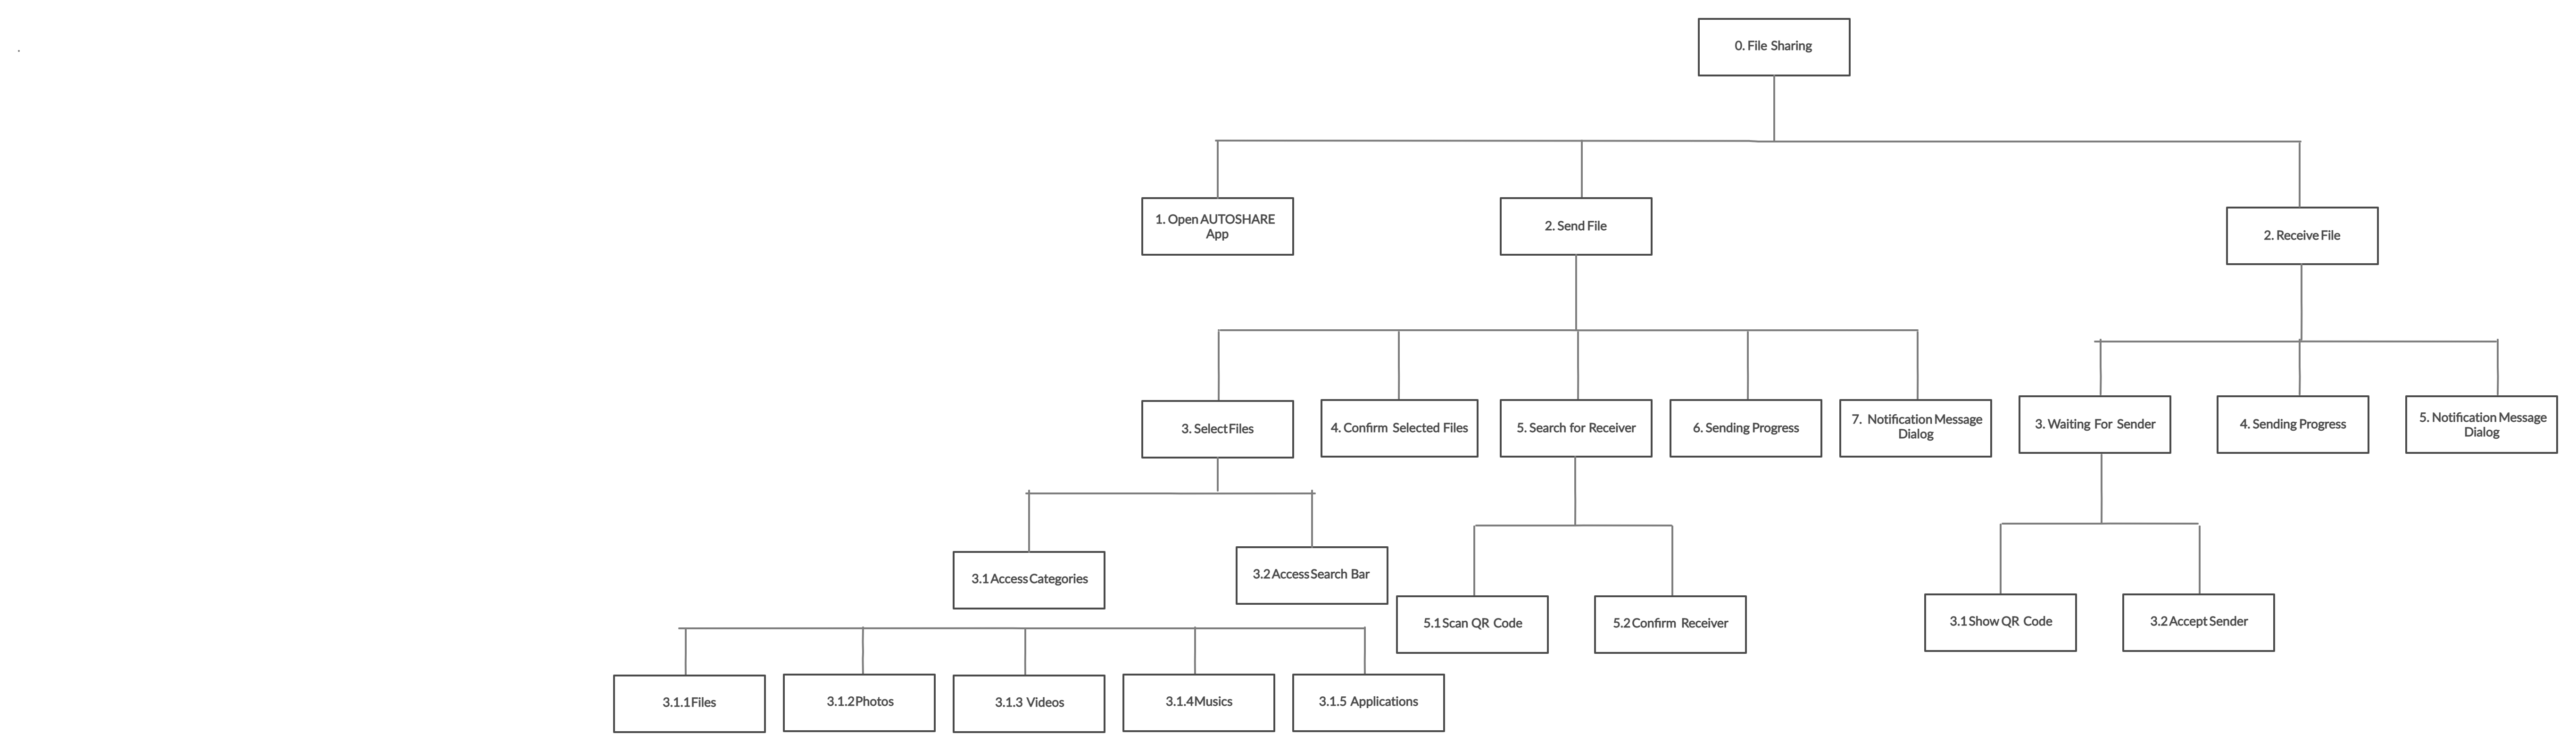 0. File Sharing
1. Open AUTOSHARE
App
2. Send File
2. Receive File
3. Select Files
4. Confirm Selected Files
5. Search for Receiver
6. Sending Progress
7. Notification Message
Dialog
3. Waiting For Sender
4. Sending Progress
5. Notification Message
Dialog
3.1 Access Categories
3.2 Access Search Bar
5.1 Scan QR Code
5.2 Confirm Receiver
3.1 Show QR Code
3.2 Accept Sender
3.1.1 Files
3.1.2 Photos
3.1.3 Videos
3.1.4 Musics
3.1.5 Applications